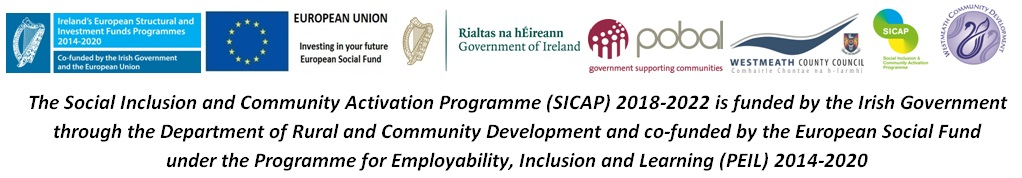 Ireland's European Structural and
Investment Funds Programmes
2014-2020
Co-funded by the Irish Government
and the European Union
EUROPEAN UNION
Investing in your future
European Social Fund
Rialtas na hÉireann
Government of Ireland
pobal
government supporting communities
WESTMEATH COUNTY COUNCIL
Comhairle Chontae na h-Iarmhí
SICAP
Social Inclusion &
Community Activation
Programme
WESTMEATH COMMUNITY DEVELOPMENT
The Social Inclusion and Community Activation Programme (SICAP) 2018-2022 is funded by the Irish Government
through the Department of Rural and Community Development and co-funded by the European Social Fund
under the Programme for Employability, Inclusion and Learning (PEIL) 2014-2020